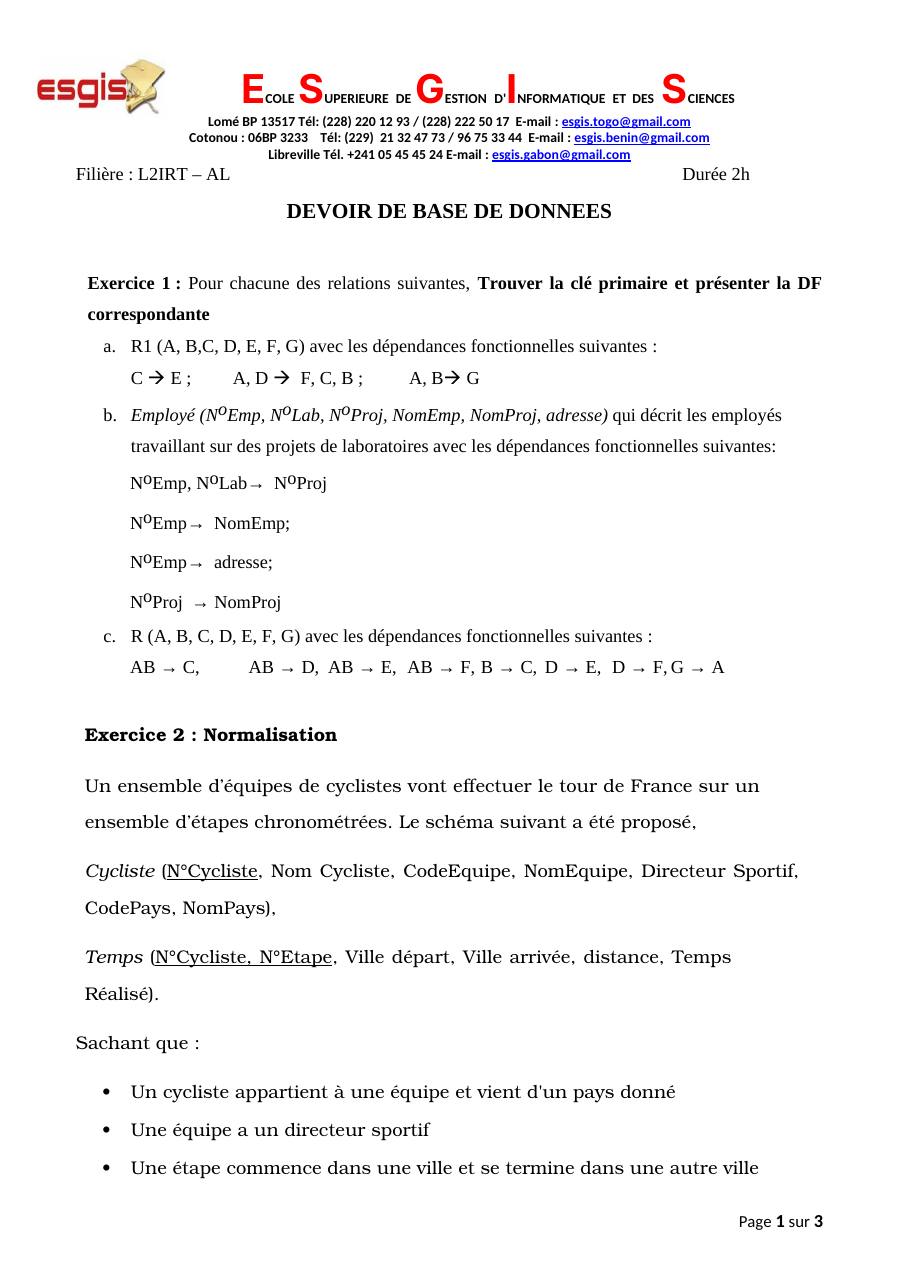 esgis
ECOLE SUPERIEURE DE GESTION D'INFORMATIQUE ET DES SCIENCES
Lomé BP 13517 Tél: (228) 220 12 93 / (228) 222 50 17 E-mail : esgis.togo@gmail.com
Cotonou : 06BP 3233 Tél: (229) 21 32 47 73 / 96 75 33 44 E-mail : esgis.benin@gmail.com
Libreville Tél. +241 05 45 45 24 E-mail : esgis.gabon@gmail.com
Filière : L2IRT – AL Durée 2h
DEVOIR DE BASE DE DONNEES
Exercice 1 : Pour chacune des relations suivantes, Trouver la clé primaire et présenter la DF
correspondante
a. R1 (A, B,C, D, E, F, G) avec les dépendances fonctionnelles suivantes :
C → E ; A, D → F, C, B ; A, B→ G
b. Employé (NºEmp, NºLab, NºProj, NomEmp, NomProj, adresse) qui décrit les employés
travaillant sur des projets de laboratoires avec les dépendances fonctionnelles suivantes:
NºEmp, NºLab→ NºProj
NºEmp→ NomEmp;
NºEmp→ adresse;
NºProj → NomProj
c. R (A, B, C, D, E, F, G) avec les dépendances fonctionnelles suivantes :
AB → C, AB → D, AB → E, AB → F, B → C, D → E, D → F, G → A
Exercice 2 : Normalisation
Un ensemble d’équipes de cyclistes vont effectuer le tour de France sur un
ensemble d’étapes chronométrées. Le schéma suivant a été proposé,
Cycliste (N°Cycliste, Nom Cycliste, CodeEquipe, NomEquipe, Directeur Sportif,
CodePays, NomPays),
Temps (N°Cycliste, N°Etape, Ville départ, Ville arrivée, distance, Temps
Réalisé).
Sachant que :
• Un cycliste appartient à une équipe et vient d'un pays donné
• Une équipe a un directeur sportif
• Une étape commence dans une ville et se termine dans une autre ville
Page 1 sur 3